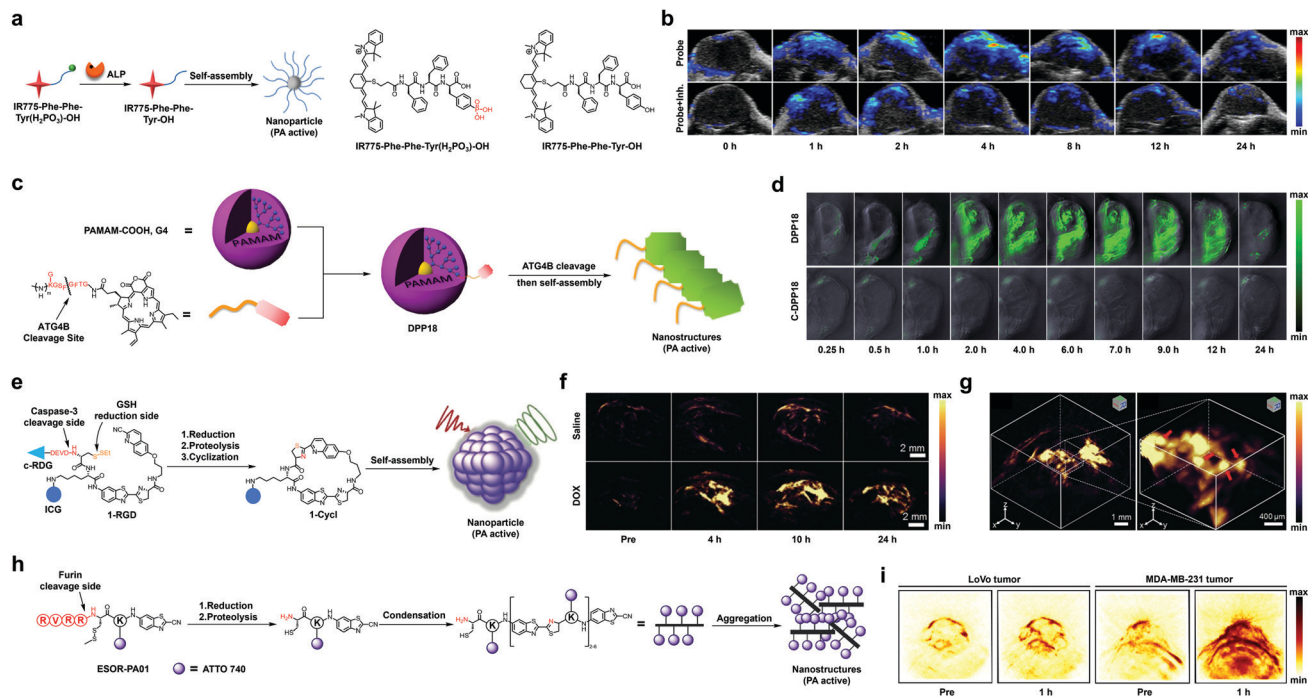 a
ALP
Self-assembly
IR775-Phe-Phe-
Tyr(H₂PO₃)-OH
IR775-Phe-Phe-
Tyr-OH
Nanoparticle
(PA active)
IR775-Phe-Phe-Tyr(H₂PO₃)-OH
IR775-Phe-Phe-Tyr-OH
b
Probe
Probe+Inh.
0 h
1 h
2 h
4 h
8 h
12 h
24 h
max
min
c
PAMAM-COOH, G4
=
PAMAM
ATG4B
Cleavage Site
=
PAMAM
DPP18
ATG4B cleavage
then self-assembly
Nanostructures
(PA active)
d
DPP18
C-DPP18
0.25 h
0.5 h
1.0 h
2.0 h
4.0 h
6.0 h
7.0 h
9.0 h
12 h
24 h
max
min
e
Caspase-3
cleavage side
GSH
reduction side
DEVD
SEt
c-RDG
ICG
1-RGD
1.Reduction
2.Proteolysis
3.Cyclization
1-Cycl
Self-assembly
Nanoparticle
(PA active)
f
Saline
DOX
2 mm
2 mm
Pre
4 h
10 h
24 h
max
min
g
z
x
y
1 mm
z
x
y
400 µm
max
min
h
Furin
cleavage side
R V R R
K
ESOR-PA01
= ATTO 740
1.Reduction
2.Proteolysis
K
Condensation
K
K
2-6
=
Aggregation
Nanostructures
(PA active)
i
LoVo tumor
MDA-MB-231 tumor
Pre
1 h
Pre
1 h
max
min